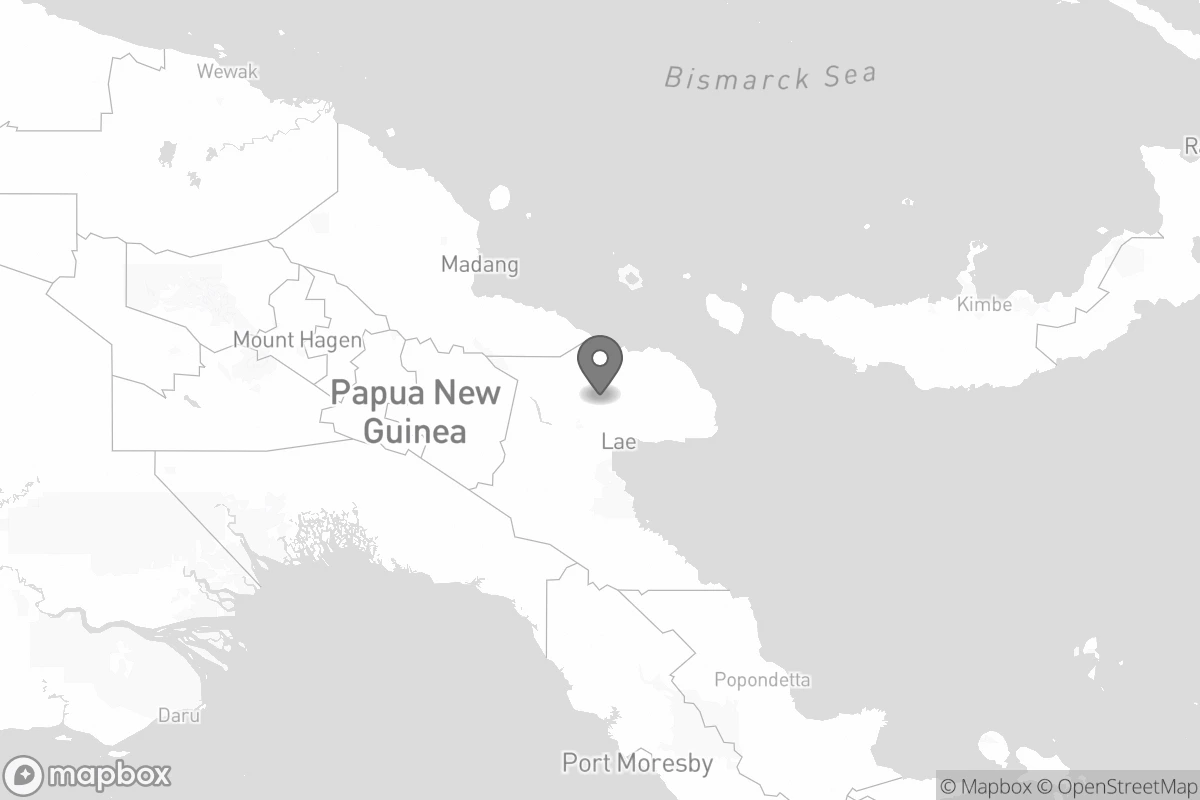 Wewak
Bismarck Sea
Madang
Kimbe
Mount Hagen
Papua New
Guinea
Lae
Popondetta
Daru
Port Moresby
mapbox
© Mapbox © OpenStreetMap